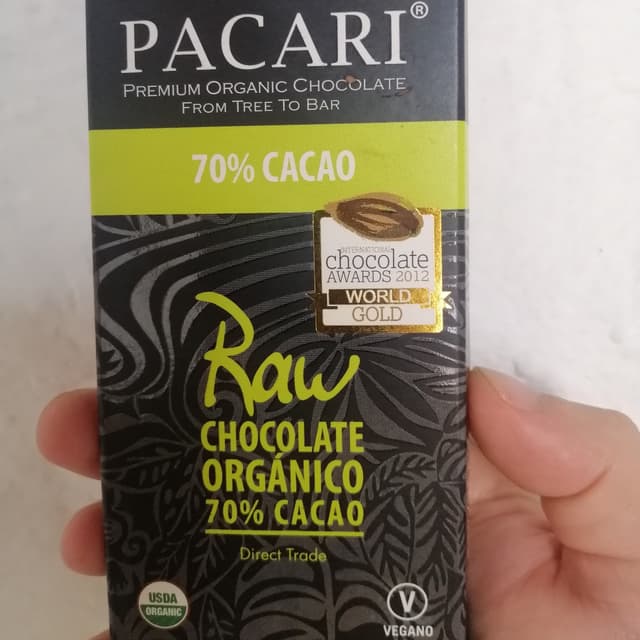 PACARI®
PREMIUM ORGANIC CHOCOLATE
FROM TREE TO BAR
70% CACAO
INTERNATIONAL
chocolate
AWARDS 2012
WORLD
GOLD
Raw
CHOCOLATE
ORGÁNICO
70% CACAO
Direct Trade
USDA
ORGANIC
V
VEGANO